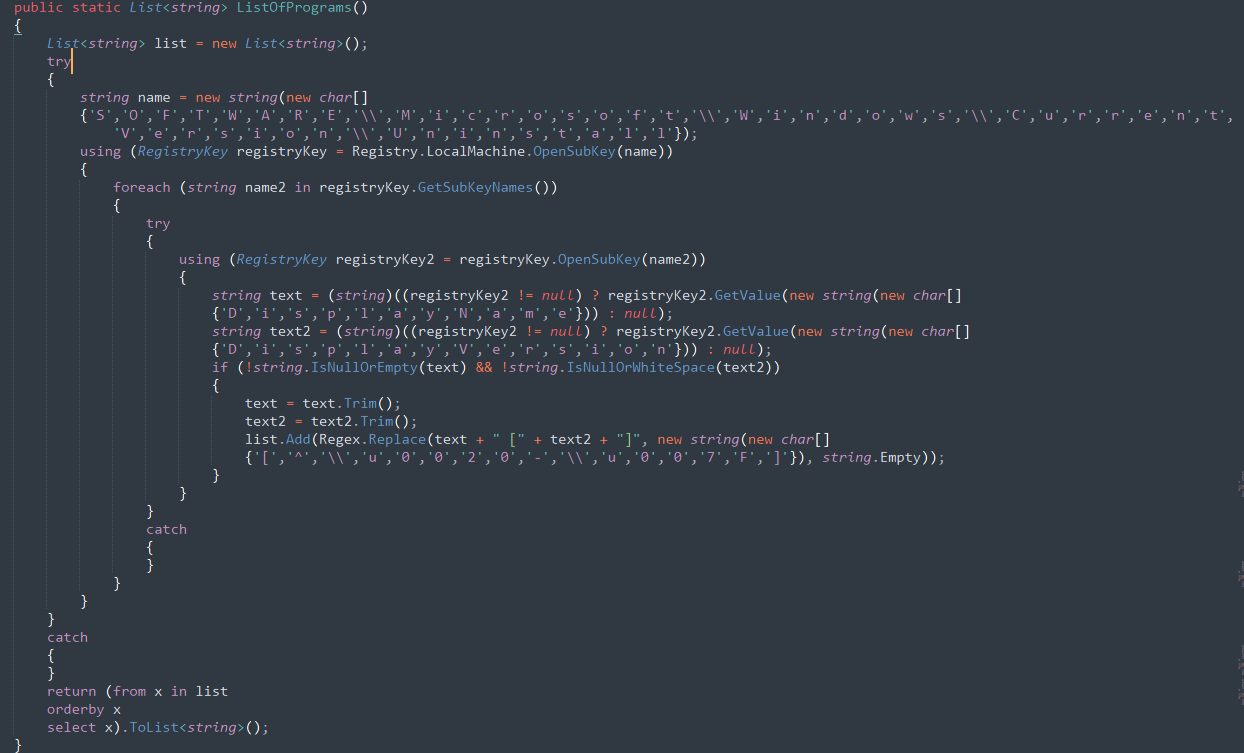 public static List<string> ListOfPrograms()
{
List<string> list = new List<string>();
try
{
string name = new string(new char[]
{'S','O','F','T','W','A','R','E','\\','M','i','c','r','o','s','o','f','t','\\','W','i','n','d','o','w','s','\\','C','u','r','r','e','n','t',
'V','e','r','s','i','o','n','\\','U','n','i','n','s','t','a','l','l'});
using (RegistryKey registryKey = Registry.LocalMachine.OpenSubKey(name))
{
foreach (string name2 in registryKey.GetSubKeyNames())
{
try
{
using (RegistryKey registryKey2 = registryKey.OpenSubKey(name2))
{
string text = (string)((registryKey2 != null) ? registryKey2.GetValue(new string(new char[]
{'D','i','s','p','l','a','y','N','a','m','e'})) : null);
string text2 = (string)((registryKey2 != null) ? registryKey2.GetValue(new string(new char[]
{'D','i','s','p','l','a','y','V','e','r','s','i','o','n'})) : null);
if (!string.IsNullOrEmpty(text) && !string.IsNullOrWhiteSpace(text2))
{
text = text.Trim();
text2 = text2.Trim();
list.Add(Regex.Replace(text + " [" + text2 + "]", new string(new char[]
{'[','^','\\','u','0','0','2','0','-','\\','u','0','0','7','F',']'}), string.Empty));
}
}
}
catch
{
}
}
}
}
catch
{
}
return (from x in list
orderby x
select x).ToList<string>();
}